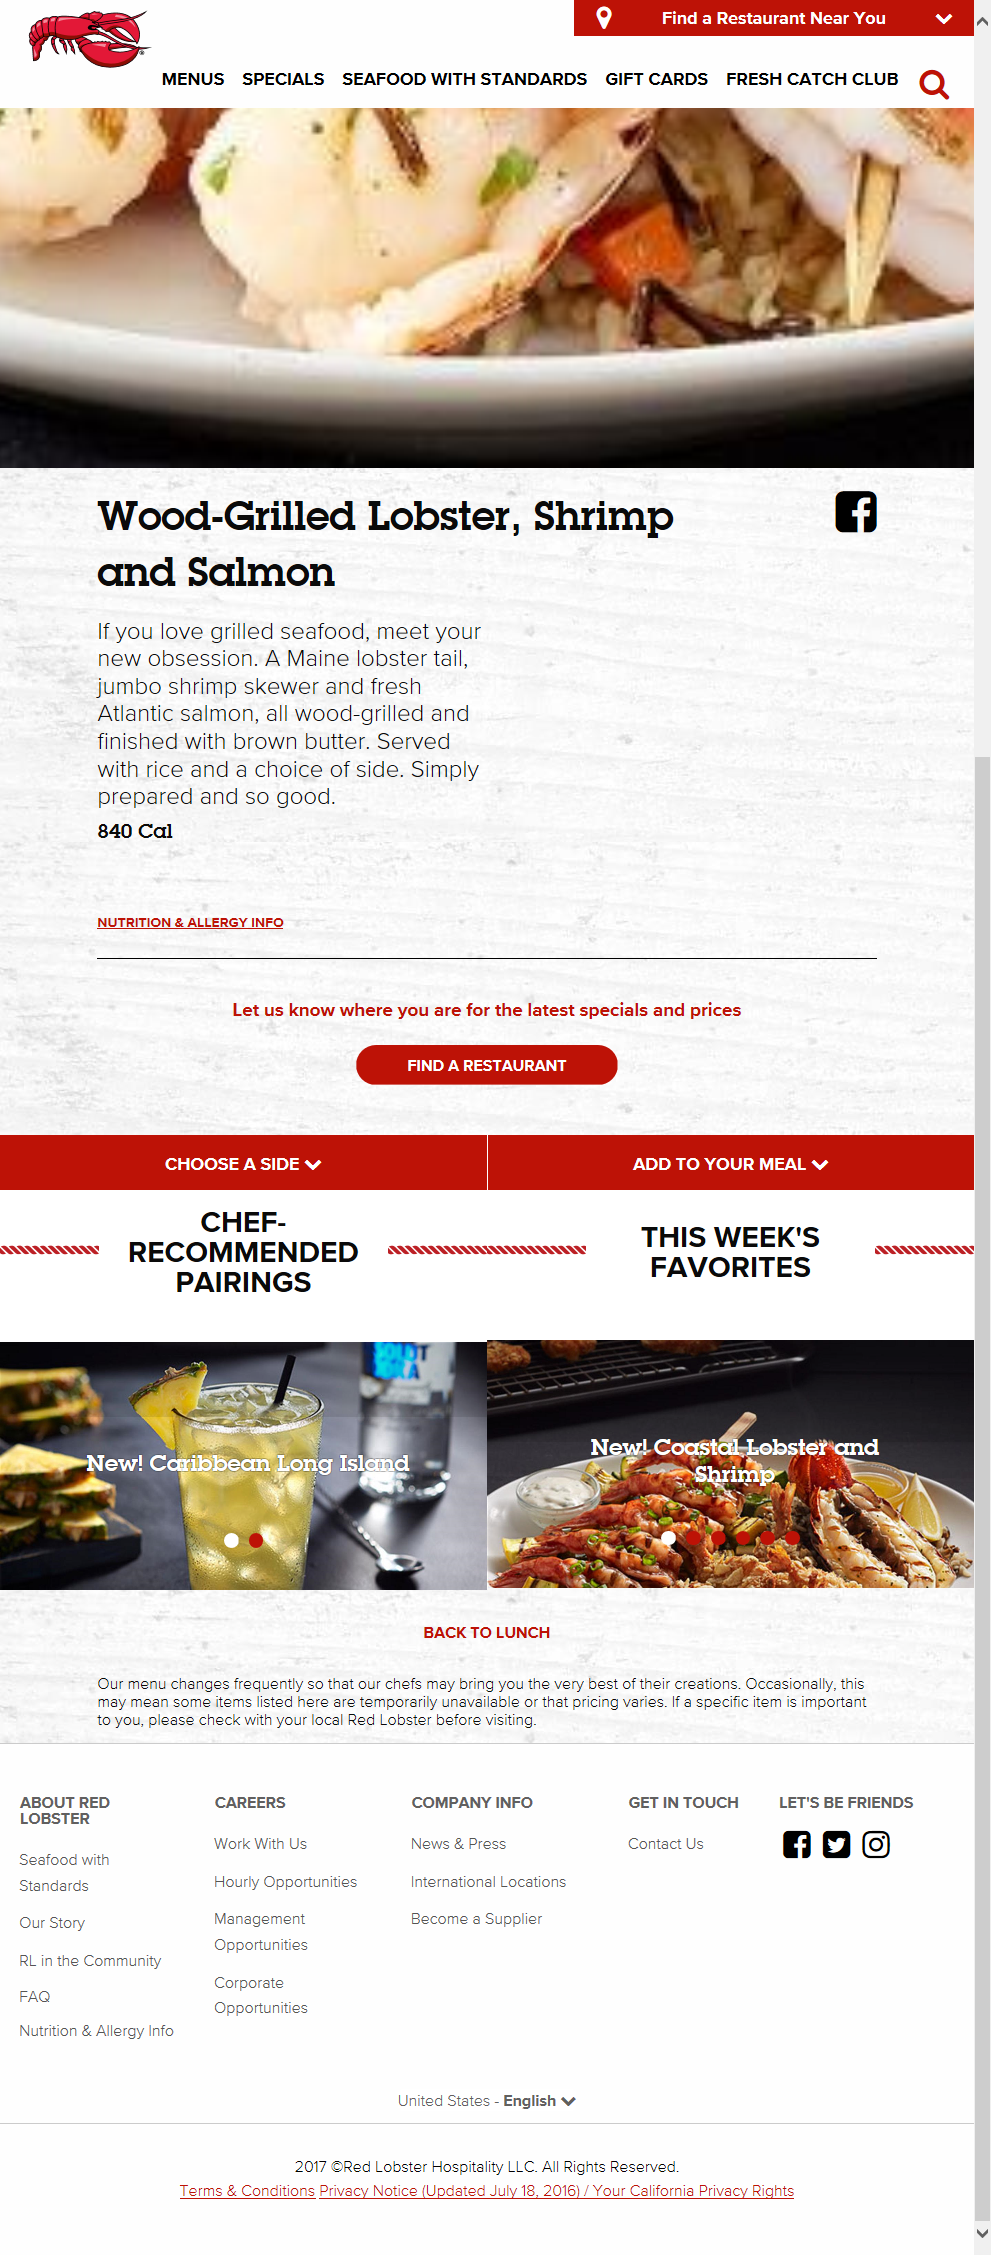 Find a Restaurant Near You
MENUS SPECIALS SEAFOOD WITH STANDARDS GIFT CARDS FRESH CATCH CLUB
Wood-Grilled Lobster, Shrimp
and Salmon
If you love grilled seafood, meet your
new obsession. A Maine lobster tail,
jumbo shrimp skewer and fresh
Atlantic salmon, all wood-grilled and
finished with brown butter. Served
with rice and a choice of side. Simply
prepared and so good.
840 Cal
NUTRITION & ALLERGY INFO
Let us know where you are for the latest specials and prices
FIND A RESTAURANT
CHOOSE A SIDE
ADD TO YOUR MEAL
CHEF-
RECOMMENDED
PAIRINGS
THIS WEEK'S
FAVORITES
New! Caribbean Long Island
New! Coastal Lobster and
Shrimp
BACK TO LUNCH
Our menu changes frequently so that our chefs may bring you the very best of their creations. Occasionally, this
may mean some items listed here are temporarily unavailable or that pricing varies. If a specific item is important
to you, please check with your local Red Lobster before visiting.
ABOUT RED
LOBSTER
Seafood with
Standards
Our Story
RL in the Community
FAQ
Nutrition & Allergy Info
CAREERS
Work With Us
Hourly Opportunities
Management
Opportunities
Corporate
Opportunities
COMPANY INFO
News & Press
International Locations
Become a Supplier
GET IN TOUCH
Contact Us
LET'S BE FRIENDS
United States - English
2017 ©Red Lobster Hospitality LLC. All Rights Reserved.
Terms & Conditions Privacy Notice (Updated July 18, 2016) / Your California Privacy Rights